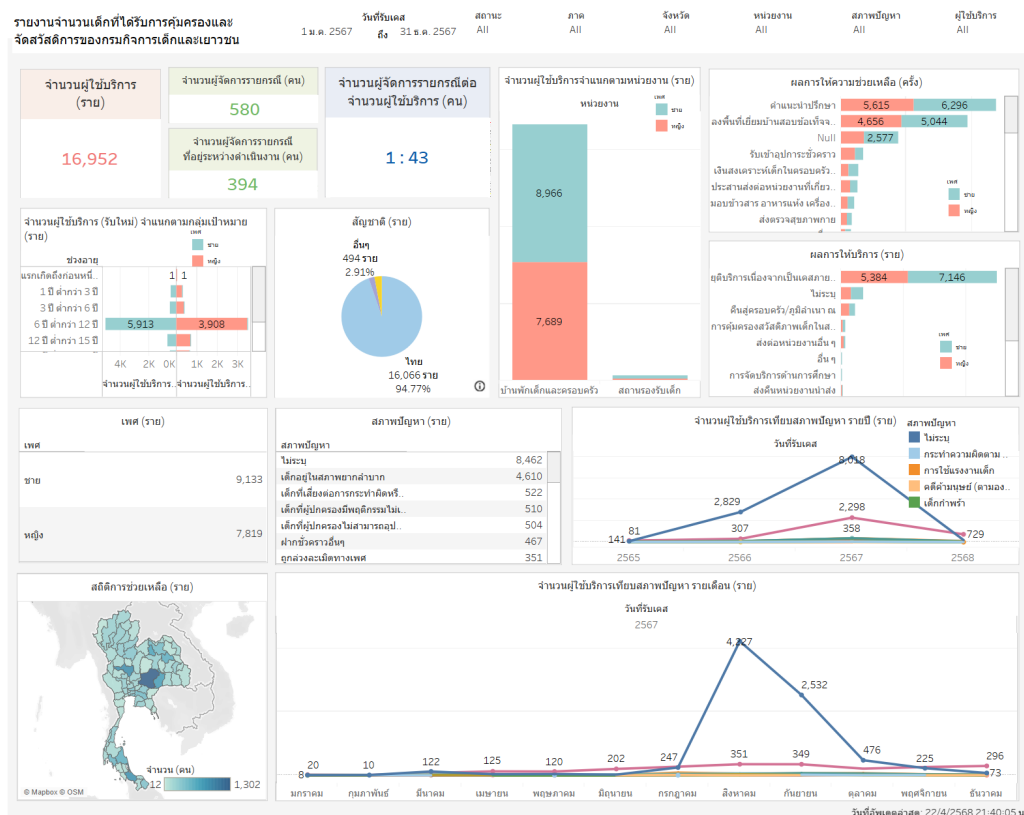 รายงานจำนวนเด็กที่ได้รับการคุ้มครองและ
จัดสวัสดิการของกรมกิจการเด็กและเยาวชน
วันที่รับเคส
1 ม.ค. 2567 ถึง 31 ธ.ค. 2567
สถานะ
All
ภาค
All
จังหวัด
All
หน่วยงาน
All
สภาพปัญหา
All
ผู้ใช้บริการ
All
จำนวนผู้ใช้บริการ
(ราย)
16,952
จำนวนผู้จัดการรายกรณี (คน)
580
จำนวนผู้จัดการรายกรณี
ที่อยู่ระหว่างดำเนินงาน (คน)
394
จำนวนผู้จัดการรายกรณีต่อ
จำนวนผู้ใช้บริการ (คน)
1 : 43
จำนวนผู้ใช้บริการจำแนกตามหน่วยงาน (ราย)
หน่วยงาน
เพศ
ชาย
หญิง
8,966
7,689
บ้านพักเด็กและครอบครัว
สถานรองรับเด็ก
ผลการให้ความช่วยเหลือ (ครั้ง)
คำแนะนำปรึกษา 5,615 6,296
ลงพื้นที่เยี่ยมบ้านสอบข้อเท็จจ.. 4,656 5,044
Null 2,577
รับเข้าอุปการะชั่วคราว
เงินสงเคราะห์เด็กในครอบครัว..
ประสานส่งต่อหน่วยงานที่เกี่ยว..
มอบข้าวสาร อาหารแห้ง เครื่อง..
ส่งตรวจสุขภาพกาย
เพศ
ชาย
หญิง
จำนวนผู้ใช้บริการ (รับใหม่) จำแนกตามกลุ่มเป้าหมาย
(ราย)
เพศ
ชาย
หญิง
ช่วงอายุ
แรกเกิดถึงก่อนหนึ่.. 1 1
1 ปี ต่ำกว่า 3 ปี
3 ปี ต่ำกว่า 6 ปี
6 ปี ต่ำกว่า 12 ปี 5,913 3,908
12 ปี ต่ำกว่า 15 ปี
4K 2K 0K 1K 2K 3K
จำนวนผู้ใช้บริการ.. จำนวนผู้ใช้บริการ..
สัญชาติ (ราย)
อื่นๆ
494 ราย
2.91%
ไทย
16,066 ราย
94.77%
ผลการให้บริการ (ราย)
ยุติบริการเนื่องจากเป็นเคสภาย.. 5,384 7,146
ไม่ระบุ
คืนสู่ครอบครัว/ภูมิลำเนา ณ
การคุ้มครองสวัสดิภาพเด็กในส..
ส่งต่อหน่วยงานอื่น ๆ
อื่น ๆ
การจัดบริการด้านการศึกษา
ส่งคืนหน่วยงานนำส่ง
เพศ
ชาย
หญิง
เพศ (ราย)
เพศ
ชาย 9,133
หญิง 7,819
สภาพปัญหา (ราย)
สภาพปัญหา
ไม่ระบุ 8,462
เด็กอยู่ในสภาพยากลำบาก 4,610
เด็กที่เสี่ยงต่อการกระทำผิดหรื.. 522
เด็กที่ผู้ปกครองมีพฤติกรรมไม่เ.. 510
เด็กที่ผู้ปกครองไม่สามารถอุป.. 504
ฝากชั่วคราวอื่นๆ 467
ถูกล่วงละเมิดทางเพศ 351
จำนวนผู้ใช้บริการเทียบสภาพปัญหา รายปี (ราย)
วันที่รับเคส
สภาพปัญหา
ไม่ระบุ
กระทำความผิดตาม ..
การใช้แรงงานเด็ก
คดีค้ามนุษย์ (ตามอง..
เด็กกำพร้า
8,018
2,829
2,298
307
358
141 81
729
2565 2566 2567 2568
สถิติการช่วยเหลือ (ราย)
จำนวน (คน)
12 1,302
© Mapbox © OSM
จำนวนผู้ใช้บริการเทียบสภาพปัญหา รายเดือน (ราย)
วันที่รับเคส
2567
4,727
2,532
8 20 10 122 125 120 202 247 351 349 476 225 296
73
มกราคม กุมภาพันธ์ มีนาคม เมษายน พฤษภาคม มิถุนายน กรกฎาคม สิงหาคม กันยายน ตุลาคม พฤศจิกายน ธันวาคม
วันที่อัพเดตล่าสุด: 22/4/2568 21:40:05 น